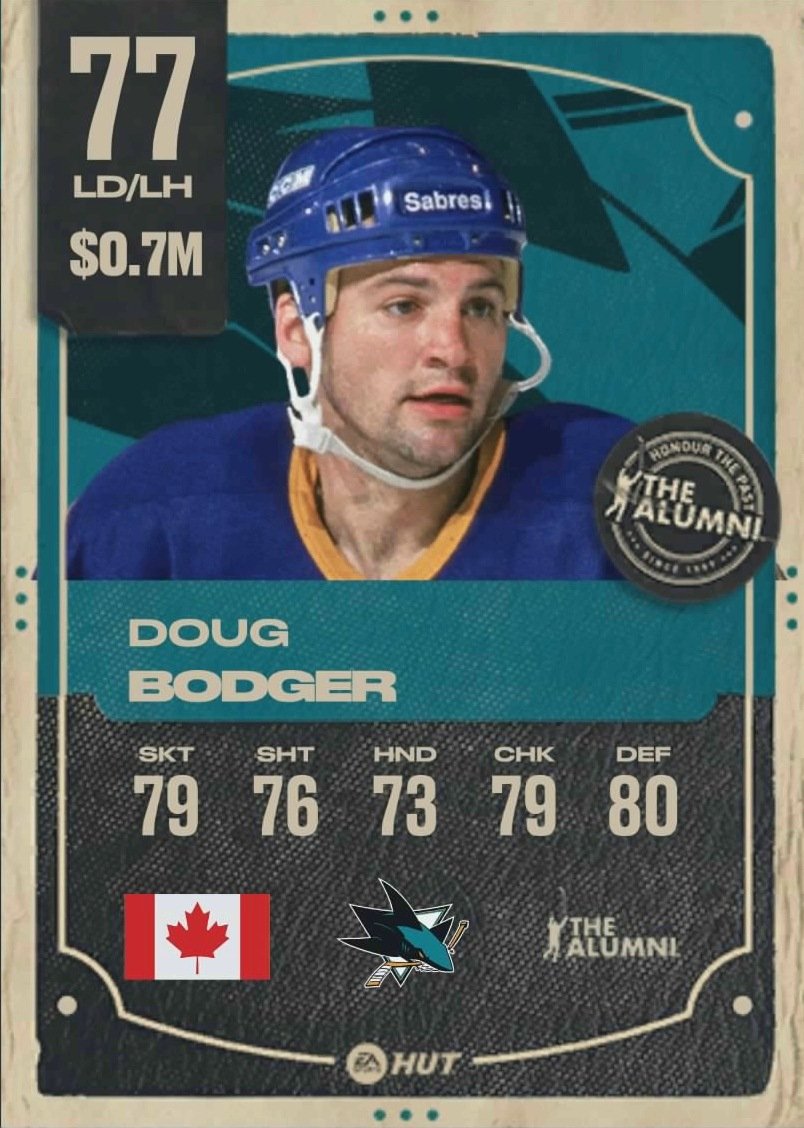 77
LD/LH
$0.7M
CCM
Sabres
HONOUR THE PAST
THE
ALUMNI
DOUG
BODGER
SKT SHT HND CHK DEF
79 76 73 79 80
THE
ALUMNI
EA HUT